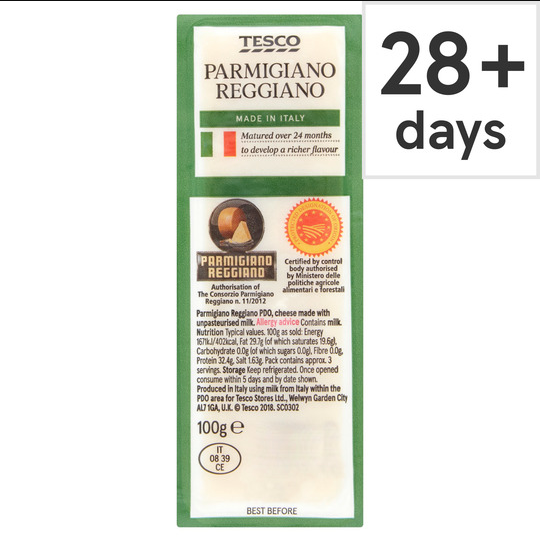 TESCO
PARMIGIANO
REGGIANO
MADE IN ITALY
Matured over 24 months
to develop a richer flavour
28+
days
PARMIGIANO
REGGIANO
Authorisation of
The Consorzio Parmigiano
Reggiano n. 11/2012
Certified by control
body authorised
by Ministero delle
politiche agricole
alimentari e forestali
Parmigiano Reggiano PDO, cheese made with
unpasteurised milk. Allergy advice Contains milk.
Nutrition Typical values. 100g as sold: Energy
1671kJ/402kcal, Fat 29.7g (of which saturates 19.6g),
Carbohydrate 0.0g (of which sugars 0.0g), Fibre 0.0g,
Protein 32.4g, Salt 1.63g. Pack contains approx. 3
servings. Storage Keep refrigerated. Once opened
consume within 5 days and by date shown.
Produced in Italy using milk from Italy within the
PDO area for Tesco Stores Ltd., Welwyn Garden City
AL7 1GA, U.K. © Tesco 2018. SC0302
100g e
IT
08 39
CE
BEST BEFORE